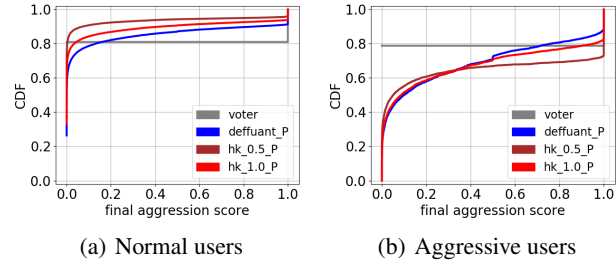 1.0
0.8
0.6
0.4
0.2
0.0
CDF
voter
deffuant_P
hk_0.5_P
hk_1.0_P
0.0 0.2 0.4 0.6 0.8 1.0
final aggression score
(a) Normal users
1.0
0.8
0.6
0.4
0.2
0.0
CDF
voter
deffuant_P
hk_0.5_P
hk_1.0_P
0.0 0.2 0.4 0.6 0.8 1.0
final aggression score
(b) Aggressive users